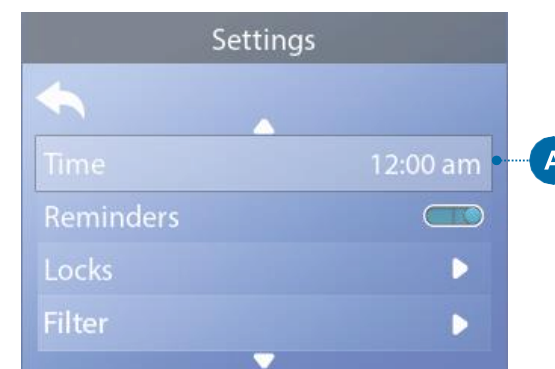 Settings
Time 12:00 am
A
Reminders
Locks
Filter